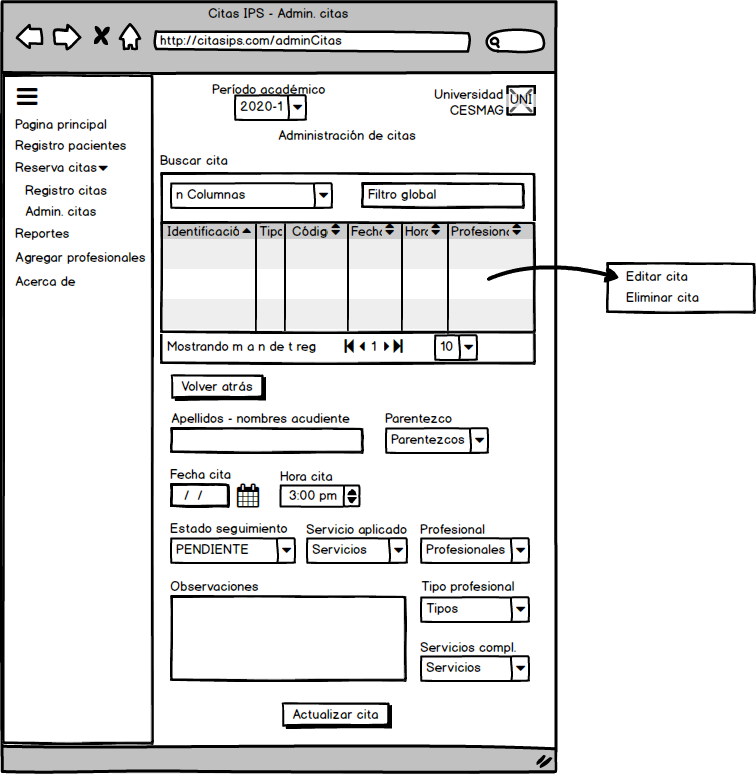 Citas IPS - Admin. citas
http://citasips.com/adminCitas
Pagina principal
Registro pacientes
Reserva citas
Registro citas
Admin. citas
Reportes
Agregar profesionales
Acerca de
Período académico
2020-1
Universidad
CESMAG
UNI
Administración de citas
Buscar cita
n Columnas
Filtro global
Identificació Tipo Códig Fecha Hora Profesiona
Editar cita
Eliminar cita
Mostrando m a n de t reg 1 10
Volver atrás
Apellidos - nombres acudiente
Parentezco
Parentezcos
Fecha cita
/ /
Hora cita
3:00 pm
Estado seguimiento
PENDIENTE
Servicio aplicado
Servicios
Profesional
Profesionales
Observaciones
Tipo profesional
Tipos
Servicios compl.
Servicios
Actualizar cita